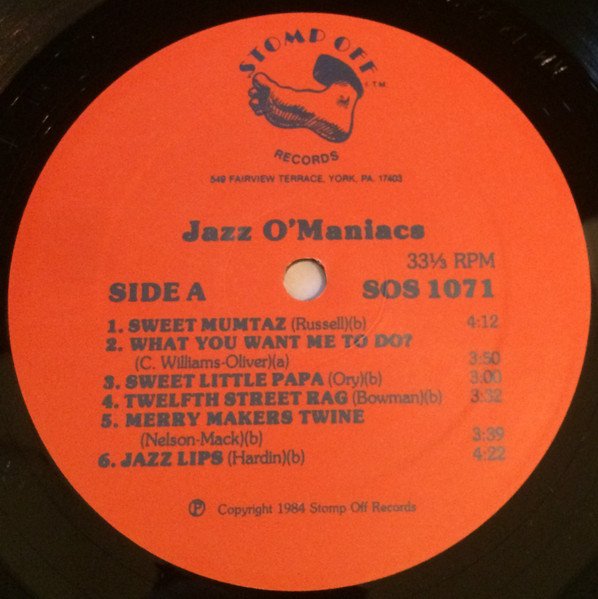 STOMP OFF
T.M.
RECORDS
549 FAIRVIEW TERRACE, YORK, PA. 17403
Jazz O'Maniacs
33⅓ RPM
SIDE A SOS 1071
1. SWEET MUMTAZ (Russell)(b) 4:12
2. WHAT YOU WANT ME TO DO?
(C. Williams-Oliver)(a) 3:50
3. SWEET LITTLE PAPA (Ory)(b) 3:00
4. TWELFTH STREET RAG (Bowman)(b) 3:32
5. MERRY MAKERS TWINE
(Nelson-Mack)(b) 3:39
6. JAZZ LIPS (Hardin)(b) 4:22
Ⓟ Copyright 1984 Stomp Off Records